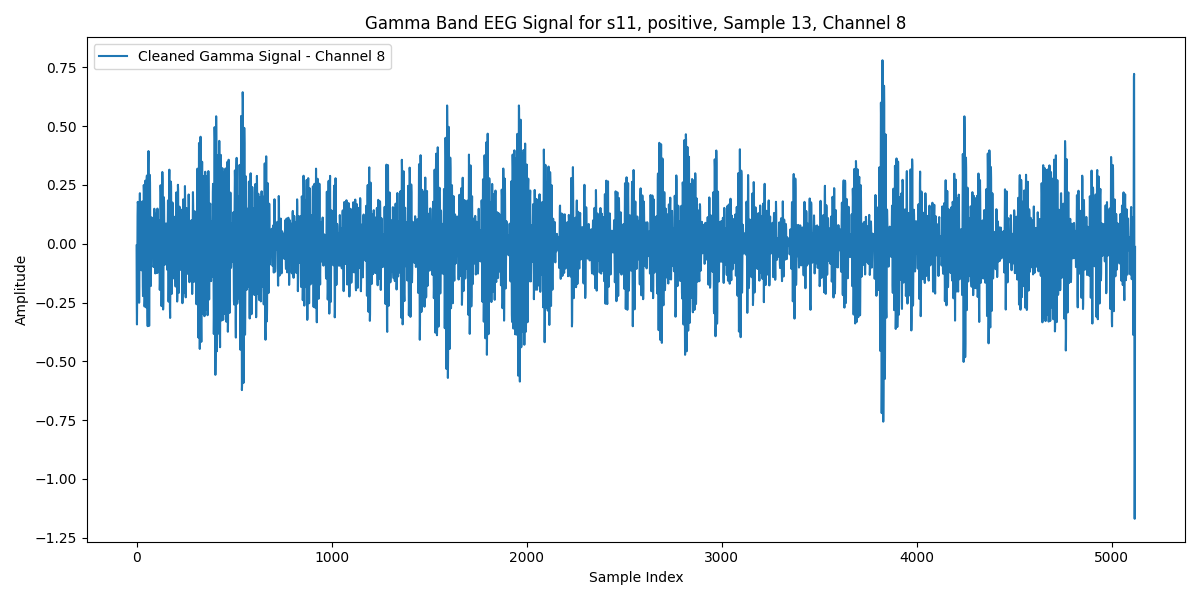 Gamma Band EEG Signal for s11, positive, Sample 13, Channel 8
Cleaned Gamma Signal - Channel 8
0.75
0.50
0.25
0.00
−0.25
−0.50
−0.75
−1.00
−1.25
Amplitude
0 1000 2000 3000 4000 5000
Sample Index